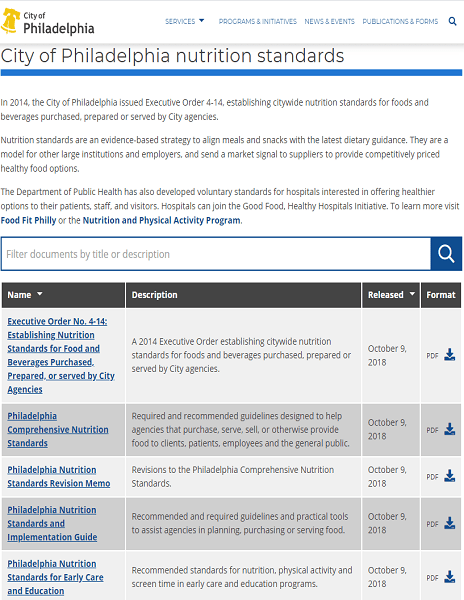 City of
Philadelphia
SERVICES PROGRAMS & INITIATIVES NEWS & EVENTS PUBLICATIONS & FORMS
City of Philadelphia nutrition standards
In 2014, the City of Philadelphia issued Executive Order 4-14, establishing citywide nutrition standards for foods and
beverages purchased, prepared or served by City agencies.
Nutrition standards are an evidence-based strategy to align meals and snacks with the latest dietary guidance. They are a
model for other large institutions and employers, and send a market signal to suppliers to provide competitively priced
healthy food options.
The Department of Public Health has also developed voluntary standards for hospitals interested in offering healthier
options to their patients, staff, and visitors. Hospitals can join the Good Food, Healthy Hospitals Initiative. To learn more visit
Food Fit Philly or the Nutrition and Physical Activity Program.
Filter documents by title or description
Name Description Released Format
Executive Order No. 4-14:
Establishing Nutrition
Standards for Food and
Beverages Purchased,
Prepared, or served by City
Agencies
A 2014 Executive Order establishing citywide nutrition
standards for foods and beverages purchased, prepared or
served by City agencies.
October 9,
2018
PDF
Philadelphia
Comprehensive Nutrition
Standards
Required and recommended guidelines designed to help
agencies that purchase, serve, sell, or otherwise provide
food to clients, patients, employees and the general public.
October 9,
2018
PDF
Philadelphia Nutrition
Standards Revision Memo
Revisions to the Philadelphia Comprehensive Nutrition
Standards.
October 9,
2018
PDF
Philadelphia Nutrition
Standards and
Implementation Guide
Recommended and required guidelines and practical tools
to assist agencies in planning, purchasing or serving food.
October 9,
2018
PDF
Philadelphia Nutrition
Standards for Early Care
and Education
Recommended standards for nutrition, physical activity and
screen time in early care and education programs.
October 9,
2018
PDF